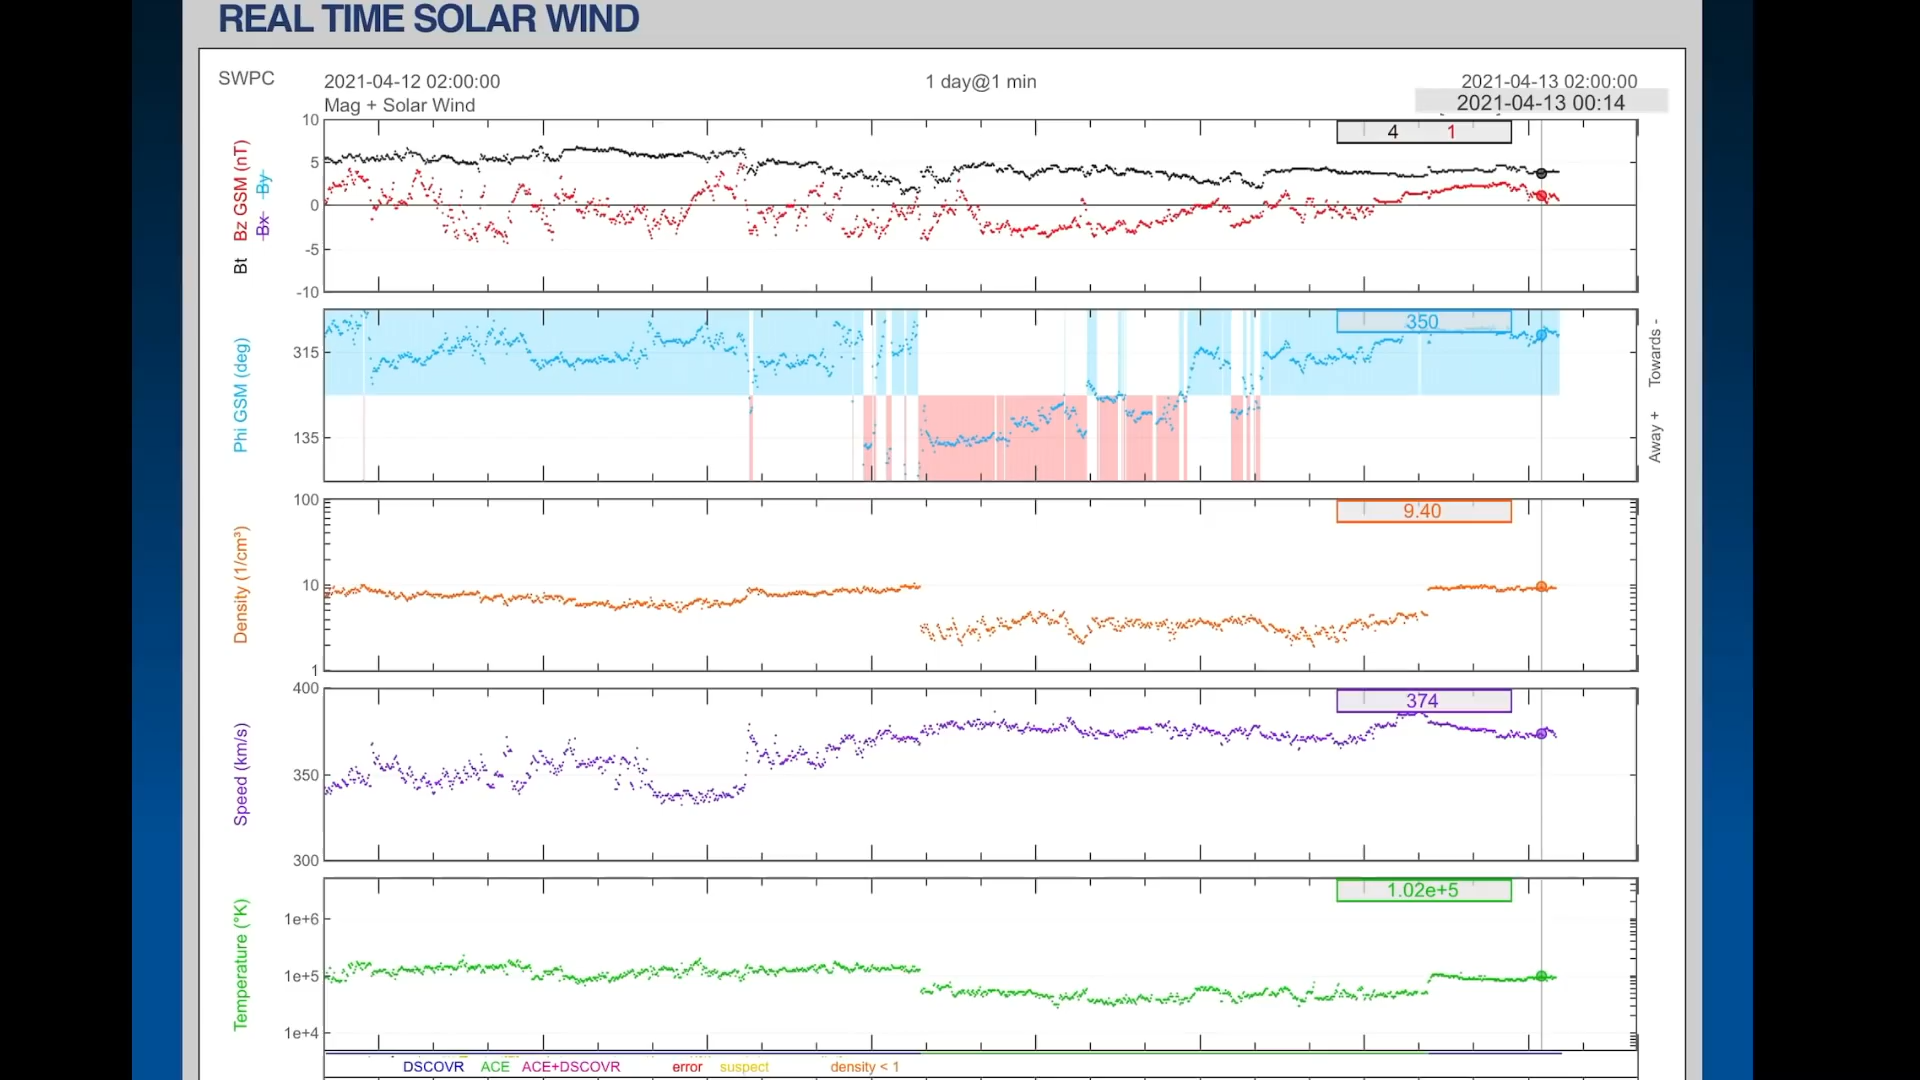 REAL TIME SOLAR WIND
SWPC
2021-04-12 02:00:00
1 day@1 min
2021-04-13 02:00:00
Mag + Solar Wind
2021-04-13 00:14
4 1
10
5
0
-5
-10
Bt Bz GSM (nT)
Bx By
350
315
135
Phi GSM (deg)
Towards -
Away +
9.40
100
10
1
Density (1/cm³)
374
400
350
300
Speed (km/s)
1.02e+5
1e+6
1e+5
1e+4
Temperature (°K)
DSCOVR ACE ACE+DSCOVR error suspect density < 1